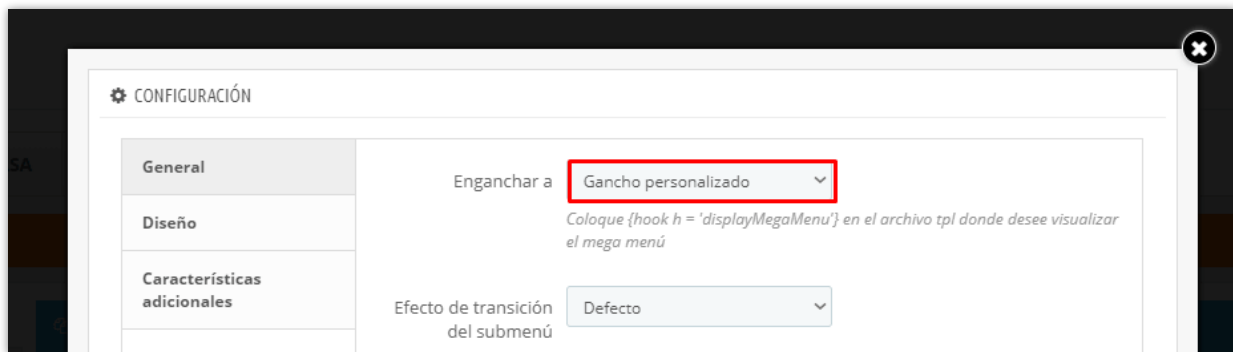 CONFIGURACIÓN
General
Enganchar a
Gancho personalizado
Coloque {hook h = 'displayMegaMenu'} en el archivo tpl donde desee visualizar
el mega menú
Diseño
Características
adicionales
Efecto de transición
del submenú
Defecto
SA